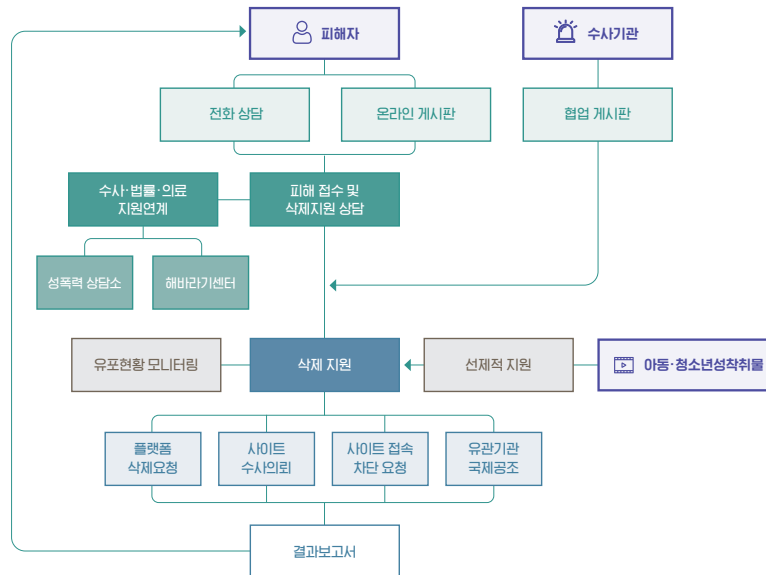 피해자
수사기관
전화 상담
온라인 게시판
협업 게시판
수사·법률·의료
지원연계
피해 접수 및
삭제지원 상담
성폭력 상담소
해바라기센터
유포현황 모니터링
삭제 지원
선제적 지원
아동·청소년성착취물
플랫폼
삭제요청
사이트
수사의뢰
사이트 접속
차단 요청
유관기관
국제공조
결과보고서